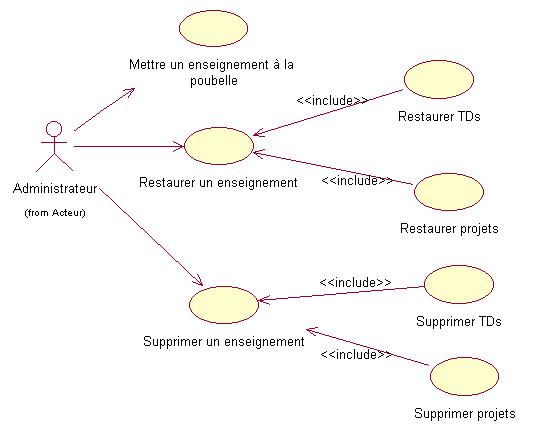 Mettre un enseignement à la
poubelle
<<include>>
Restaurer TDs
Restaurer un enseignement
<<include>>
Administrateur
(from Acteur)
Restaurer projets
<<include>>
Supprimer TDs
Supprimer un enseignement
<<include>>
Supprimer projets